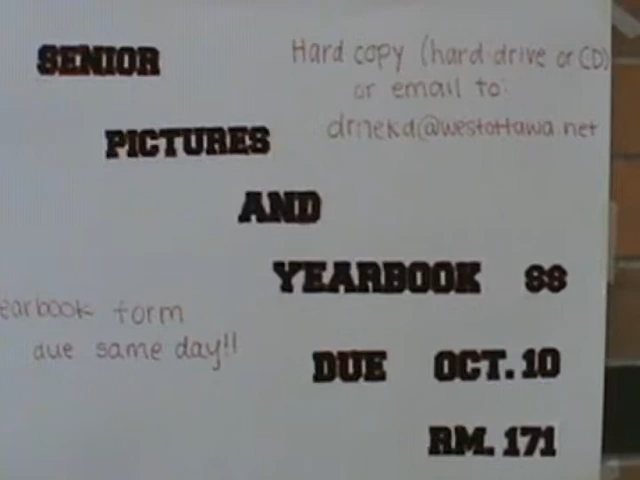 SENIOR
Hard copy (hard drive or CD)
or email to:
PICTURES
drnekd@westottawa.net
AND
YEARBOOK $$
earbook form
due same day!!
DUE OCT. 10
RM. 171